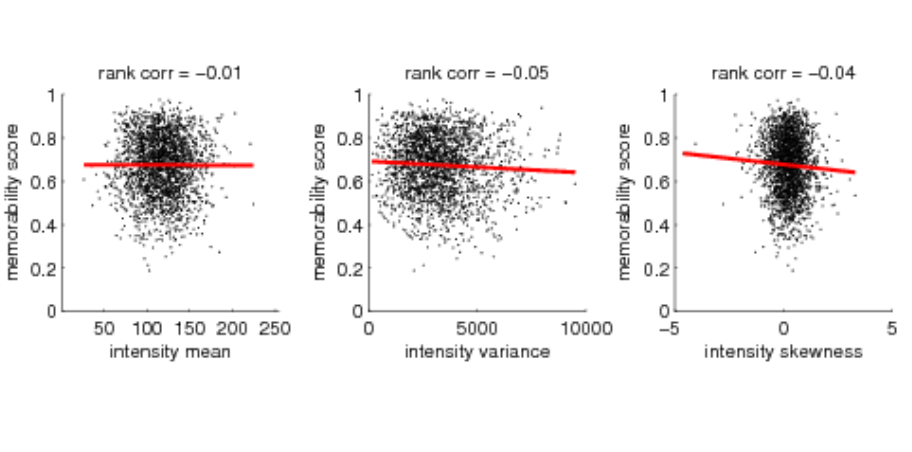 rank corr = −0.01
memorability score
1
0.8
0.6
0.4
0.2
0
50 100 150 200 250
intensity mean
rank corr = −0.05
memorability score
1
0.8
0.6
0.4
0.2
0
0 5000 10000
intensity variance
rank corr = −0.04
memorability score
1
0.8
0.6
0.4
0.2
0
−5 0 5
intensity skewness